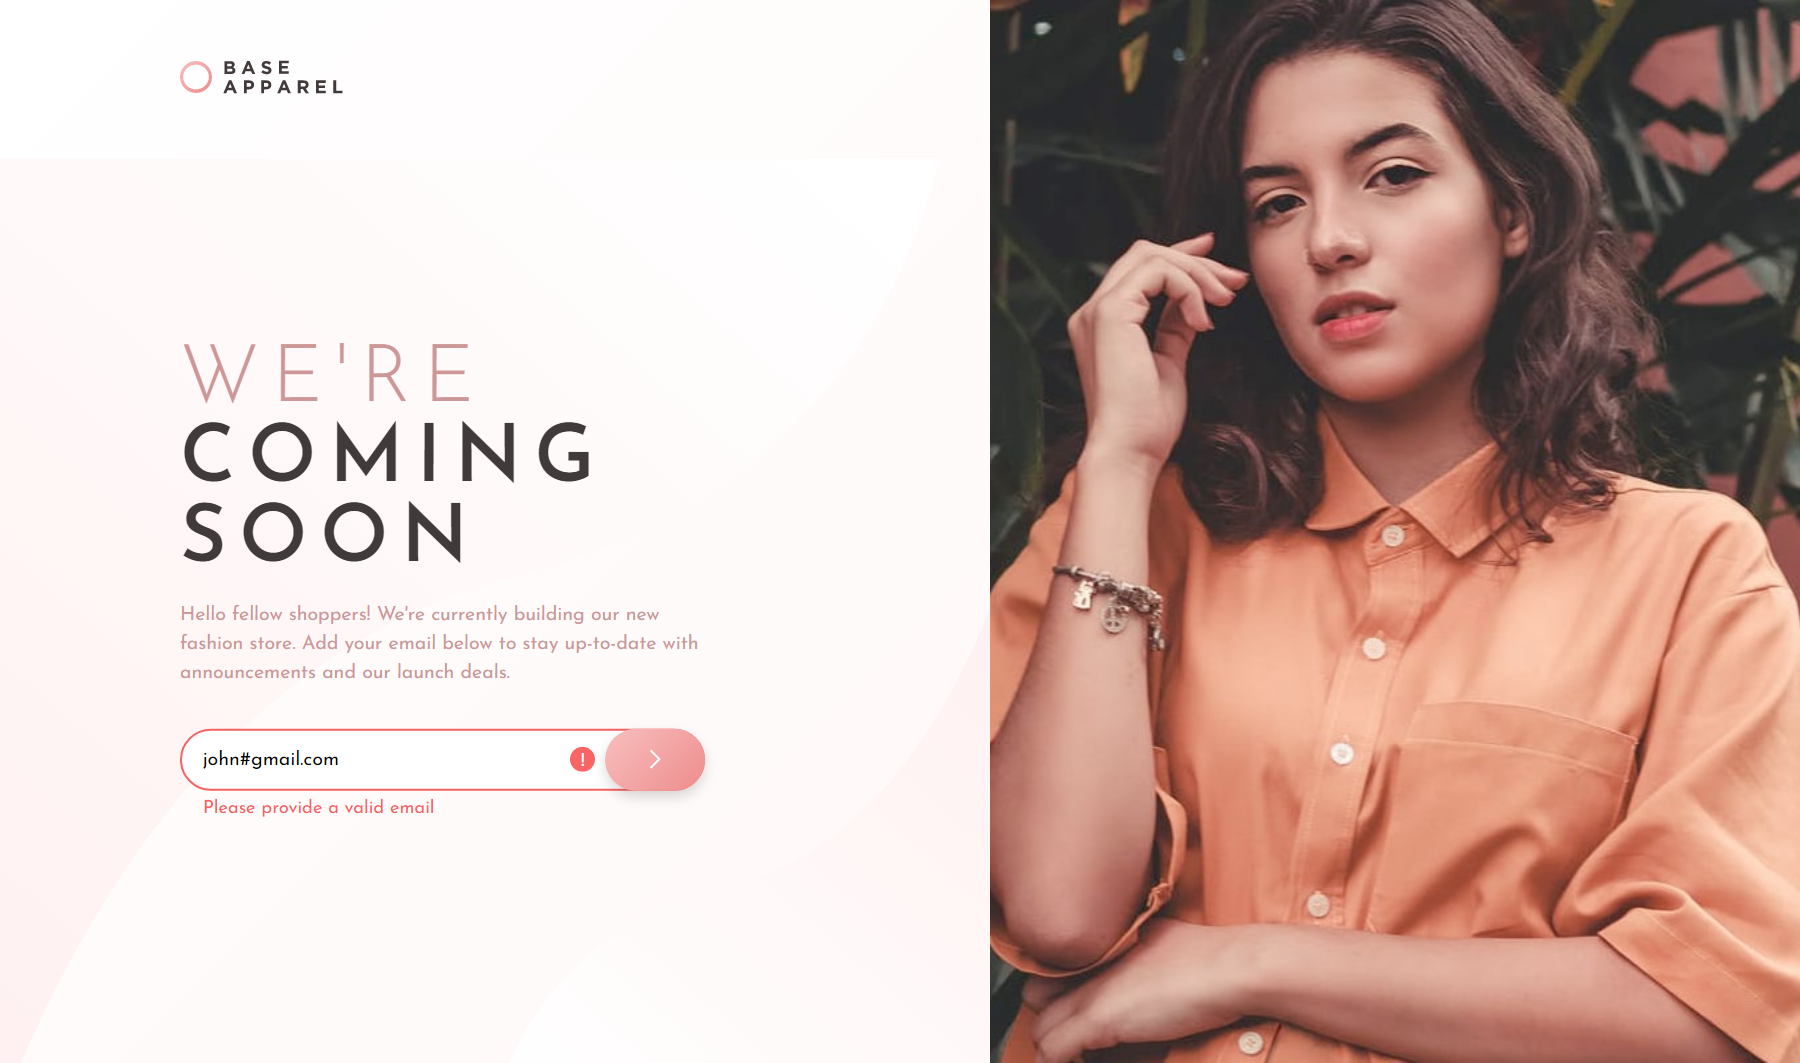 BASE
APPAREL
WE'RE
COMING
SOON
Hello fellow shoppers! We're currently building our new
fashion store. Add your email below to stay up-to-date with
announcements and our launch deals.
john#gmail.com !
Please provide a valid email